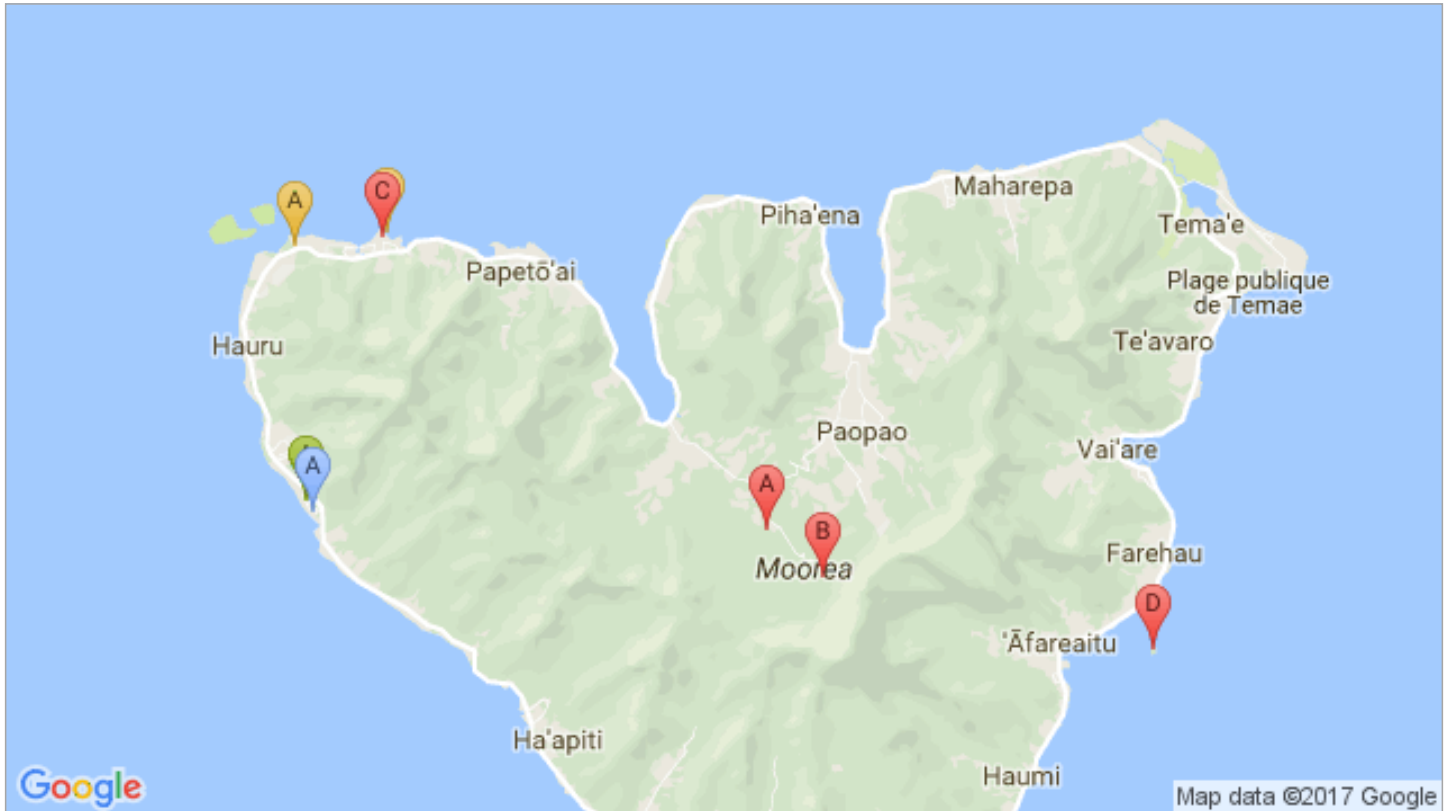 Maharepa
A
C
Piha'ena
Tema'e
Papetō'ai
Plage publique
de Temae
Hauru
Te'avaro
Paopao
Vai'are
A
A
B
Moorea
Farehau
D
'Āfareaitu
Ha'apiti
Haumi
Google
Map data ©2017 Google